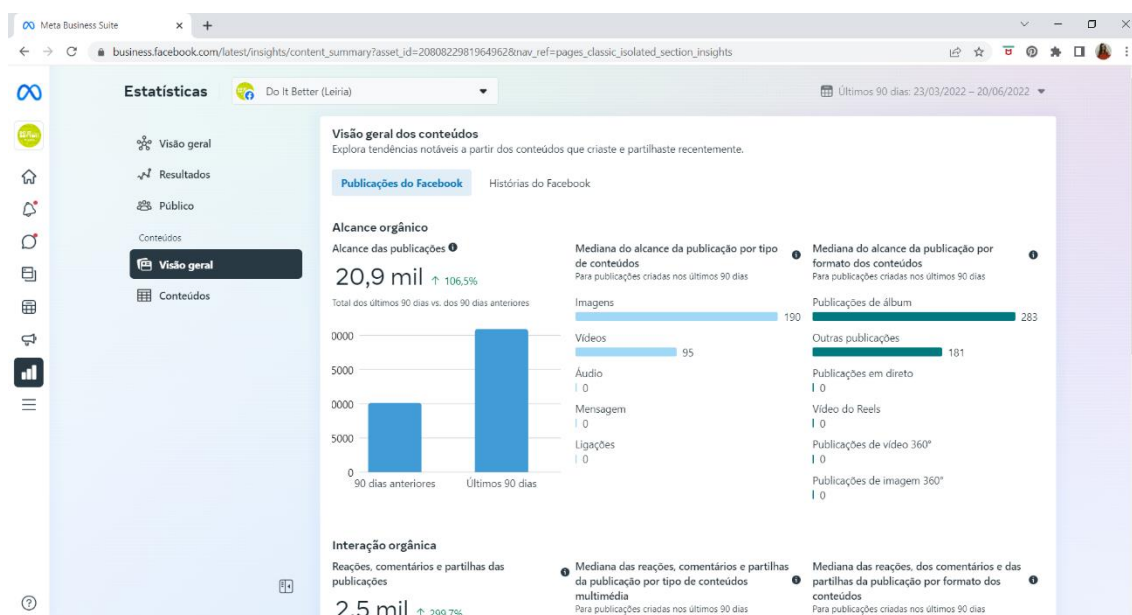 Meta Business Suite
business.facebook.com/latest/insights/content_summary?asset_id=2080822981964962&nav_ref=pages_classic_isolated_section_insights
Estatísticas
Do It Better (Leiria)
Últimos 90 dias: 23/03/2022 – 20/06/2022
Visão geral
Resultados
Público
Conteúdos
Visão geral
Conteúdos
Visão geral dos conteúdos
Explora tendências notáveis a partir dos conteúdos que criaste e partilhaste recentemente.
Publicações do Facebook
Histórias do Facebook
Alcance orgânico
Alcance das publicações
20,9 mil ↑ 106,5%
Total dos últimos 90 dias vs. dos 90 dias anteriores
0000
5000
0000
5000
0
90 dias anteriores
Últimos 90 dias
Mediana do alcance da publicação por tipo
de conteúdos
Para publicações criadas nos últimos 90 dias
Imagens
190
Vídeos
95
Áudio
0
Mensagem
0
Ligações
0
Mediana do alcance da publicação por
formato dos conteúdos
Para publicações criadas nos últimos 90 dias
Publicações de álbum
283
Outras publicações
181
Publicações em direto
0
Vídeo do Reels
0
Publicações de vídeo 360°
0
Publicações de imagem 360°
0
Interação orgânica
Reações, comentários e partilhas das
publicações
2,5 mil ↑ 299,7%
Mediana das reações, comentários e partilhas
da publicação por tipo de conteúdos
multimédia
Para publicações criadas nos últimos 90 dias
Mediana das reações, dos comentários e das
partilhas da publicação por formato dos
conteúdos
Para publicações criadas nos últimos 90 dias